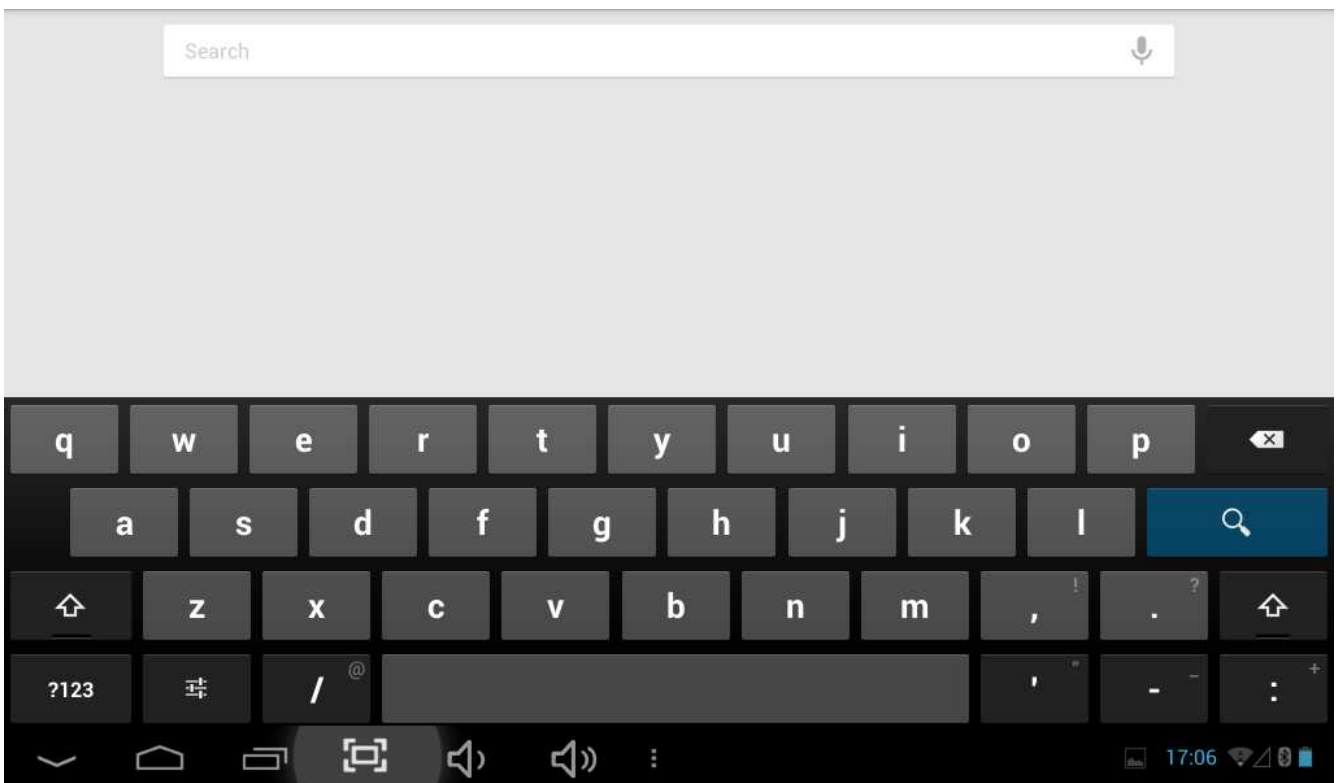 Search
q w e r t y u i o p
a s d f g h j k l
z x c v b n m , ! . ?
?123 / @ ' " - _ : +
17:06